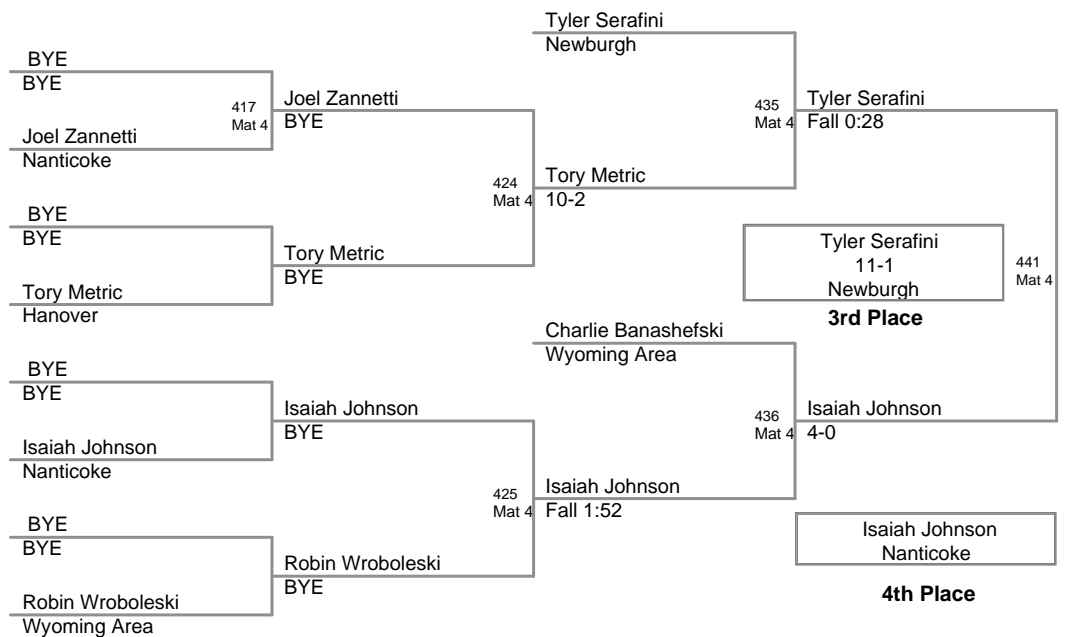 Tyler Serafini
Newburgh
BYE
BYE
417
Mat 4
Joel Zannetti
BYE
435
Mat 4
Tyler Serafini
Fall 0:28
Joel Zannetti
Nanticoke
424
Mat 4
Tory Metric
10-2
BYE
BYE
Tory Metric
BYE
Tyler Serafini
11-1
Newburgh
3rd Place
441
Mat 4
Tory Metric
Hanover
Charlie Banashefski
Wyoming Area
BYE
BYE
Isaiah Johnson
BYE
436
Mat 4
Isaiah Johnson
4-0
Isaiah Johnson
Nanticoke
425
Mat 4
Isaiah Johnson
Fall 1:52
BYE
BYE
Isaiah Johnson
Nanticoke
4th Place
Robin Wroboleski
BYE
Robin Wroboleski
Wyoming Area